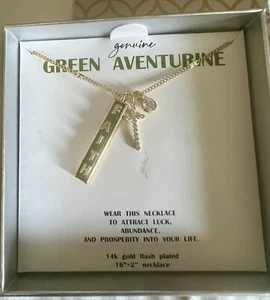 genuine
GREEN AVENTURINE
FAITH
WEAR THIS NECKLACE
TO ATTRACT LUCK,
ABUNDANCE,
AND PROSPERITY INTO YOUR LIFE.
14k gold flash plated
16"+2" necklace